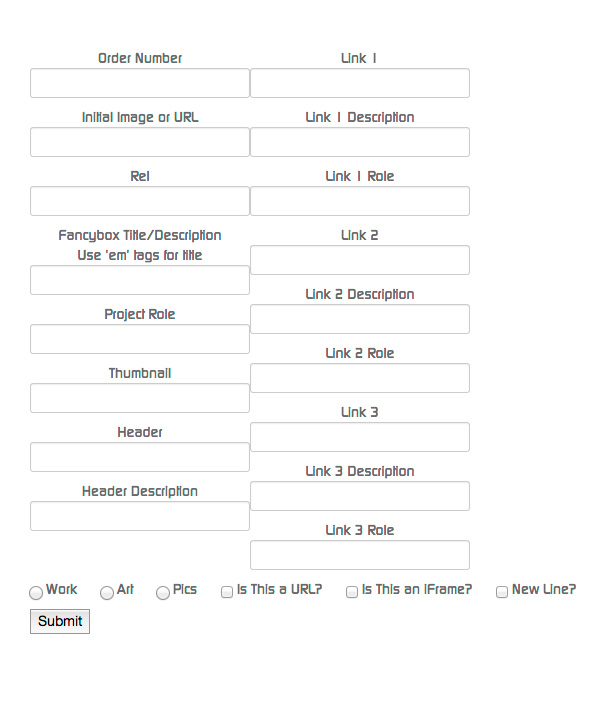 Order Number
Initial Image or URL
Rel
Fancybox Title/Description
Use 'em' tags for title
Project Role
Thumbnail
Header
Header Description
Link 1
Link 1 Description
Link 1 Role
Link 2
Link 2 Description
Link 2 Role
Link 3
Link 3 Description
Link 3 Role
Work Art Pics Is This a URL? Is This an iFrame? New Line?
Submit